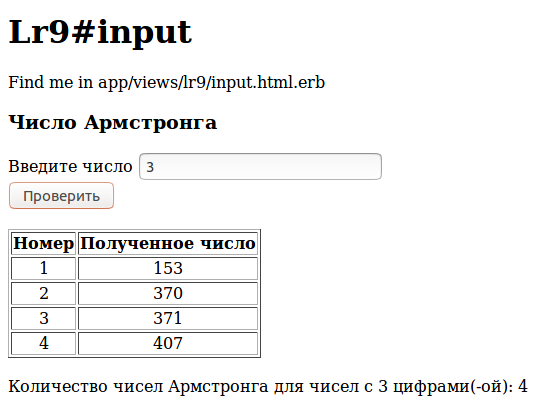 Lr9#input
Find me in app/views/lr9/input.html.erb
Число Армстронга
Введите число 3
Проверить
Номер Полученное число
1 153
2 370
3 371
4 407
Количество чисел Армстронга для чисел с 3 цифрами(-ой): 4